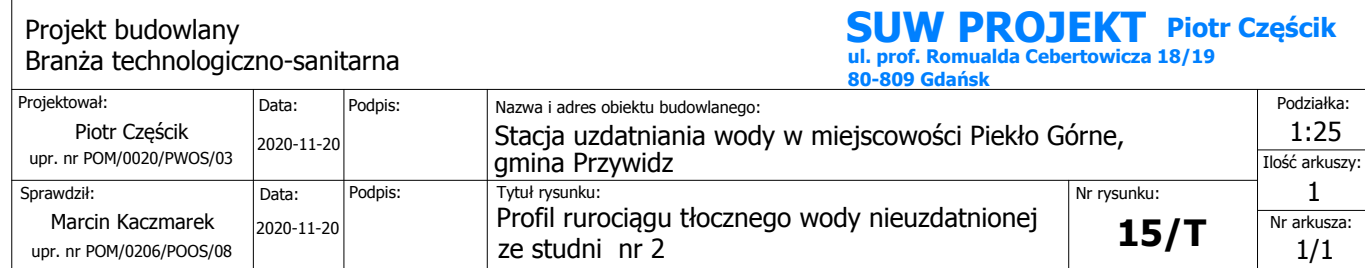 Projekt budowlany
Branża technologiczno-sanitarna
SUW PROJEKT Piotr Częścik
ul. prof. Romualda Cebertowicza 18/19
80-809 Gdańsk
Projektował:
Piotr Częścik
upr. nr POM/0020/PWOS/03
Data:
2020-11-20
Podpis:
Nazwa i adres obiektu budowlanego:
Stacja uzdatniania wody w miejscowości Piekło Górne,
gmina Przywidz
Podziałka:
1:25
Ilość arkuszy:
1
Sprawdził:
Marcin Kaczmarek
upr. nr POM/0206/POOS/08
Data:
2020-11-20
Podpis:
Tytuł rysunku:
Profil rurociągu tłocznego wody nieuzdatnionej
ze studni nr 2
Nr rysunku:
15/T
Nr arkusza:
1/1